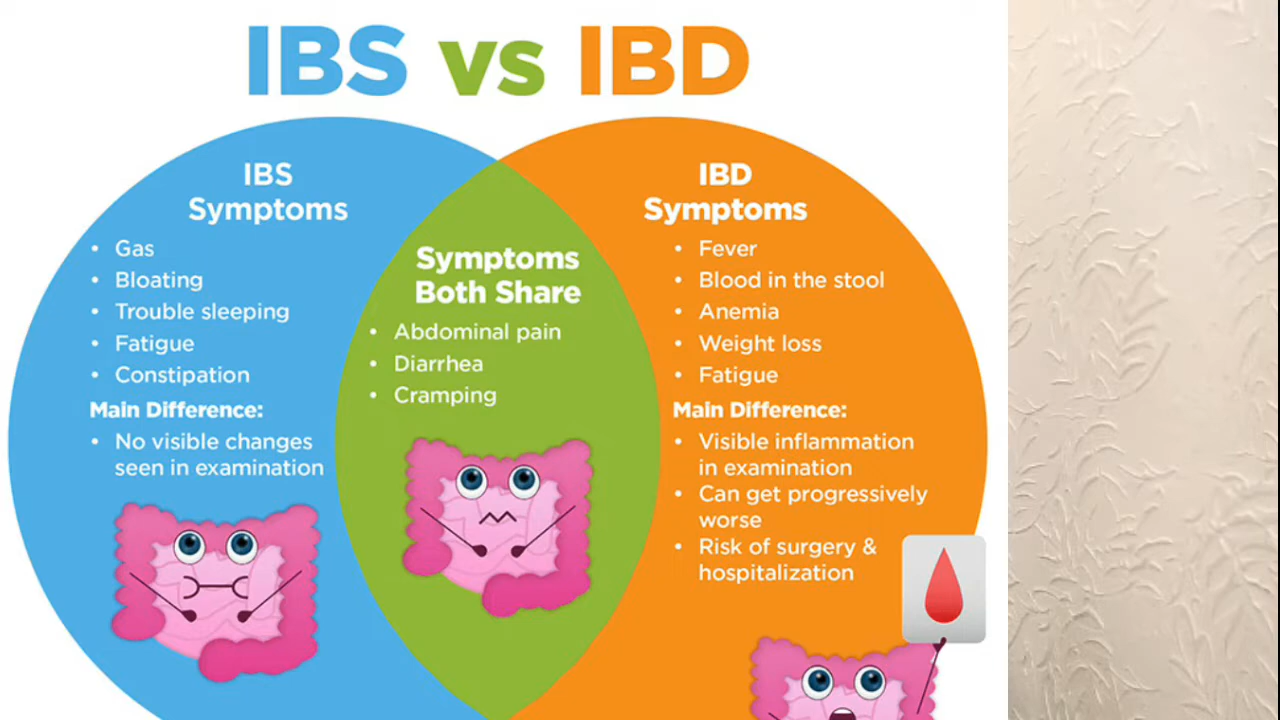 IBS vs IBD
IBS
Symptoms
• Gas
• Bloating
• Trouble sleeping
• Fatigue
• Constipation
Main Difference:
• No visible changes
seen in examination
Symptoms
Both Share
• Abdominal pain
• Diarrhea
• Cramping
IBD
Symptoms
• Fever
• Blood in the stool
• Anemia
• Weight loss
• Fatigue
Main Difference:
• Visible inflammation
in examination
• Can get progressively
worse
• Risk of surgery &
hospitalization